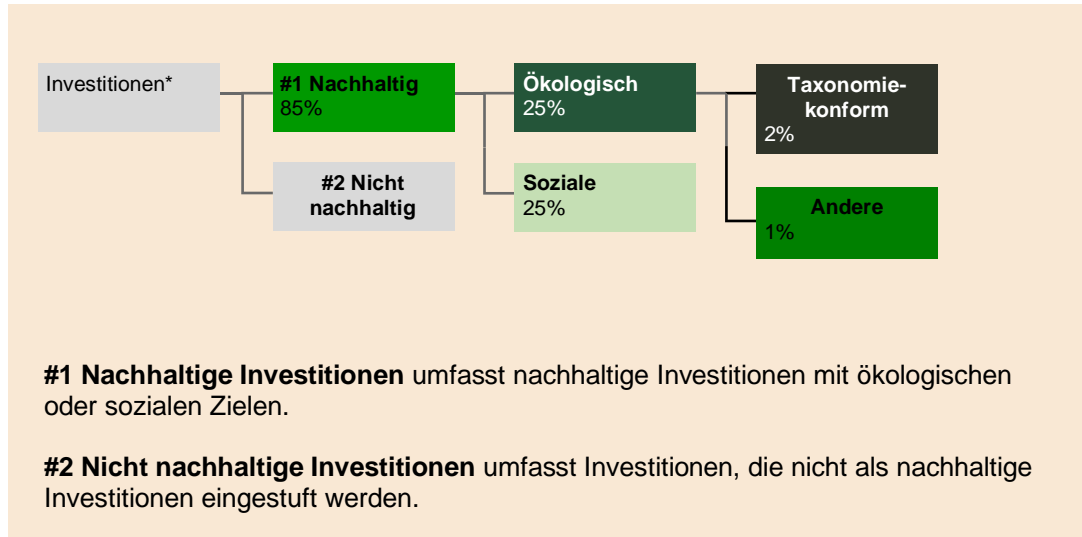 Investitionen*
#1 Nachhaltig
85%
#2 Nicht
nachhaltig
Ökologisch
25%
Soziale
25%
Taxonomie-
konform
2%
Andere
1%
#1 Nachhaltige Investitionen umfasst nachhaltige Investitionen mit ökologischen
oder sozialen Zielen.
#2 Nicht nachhaltige Investitionen umfasst Investitionen, die nicht als nachhaltige
Investitionen eingestuft werden.